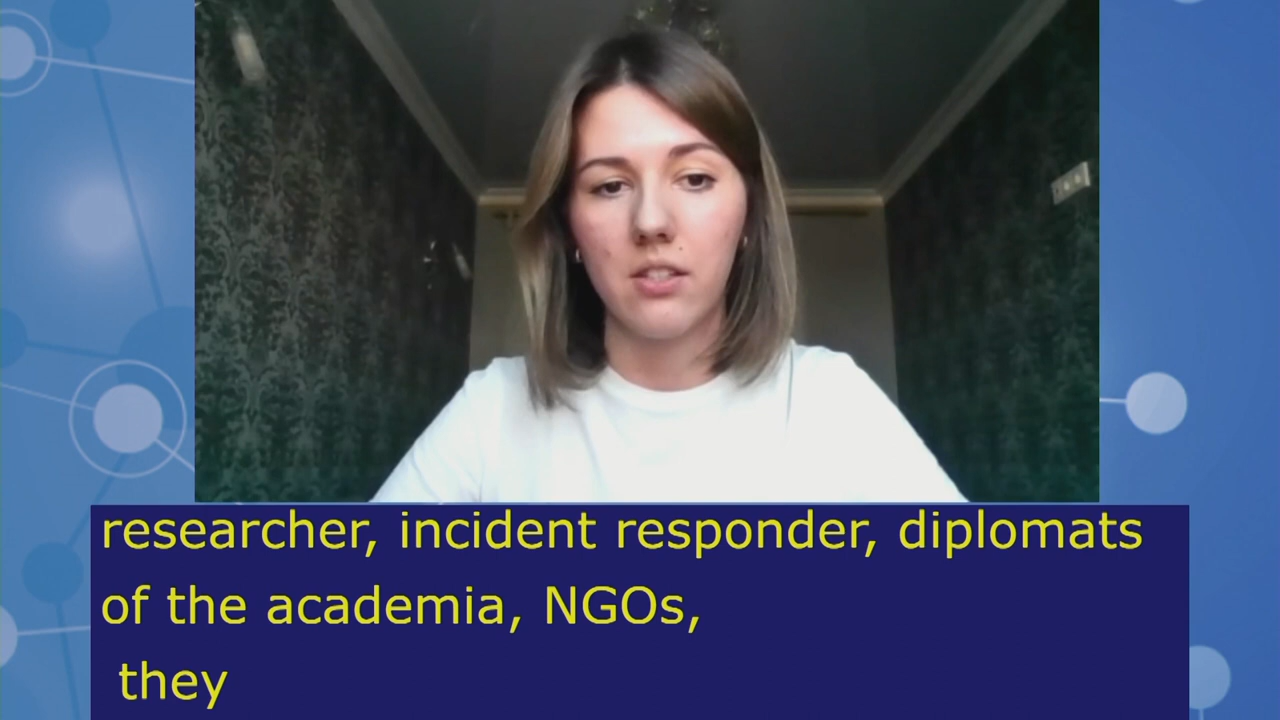 researcher, incident responder, diplomats
of the academia, NGOs,
they